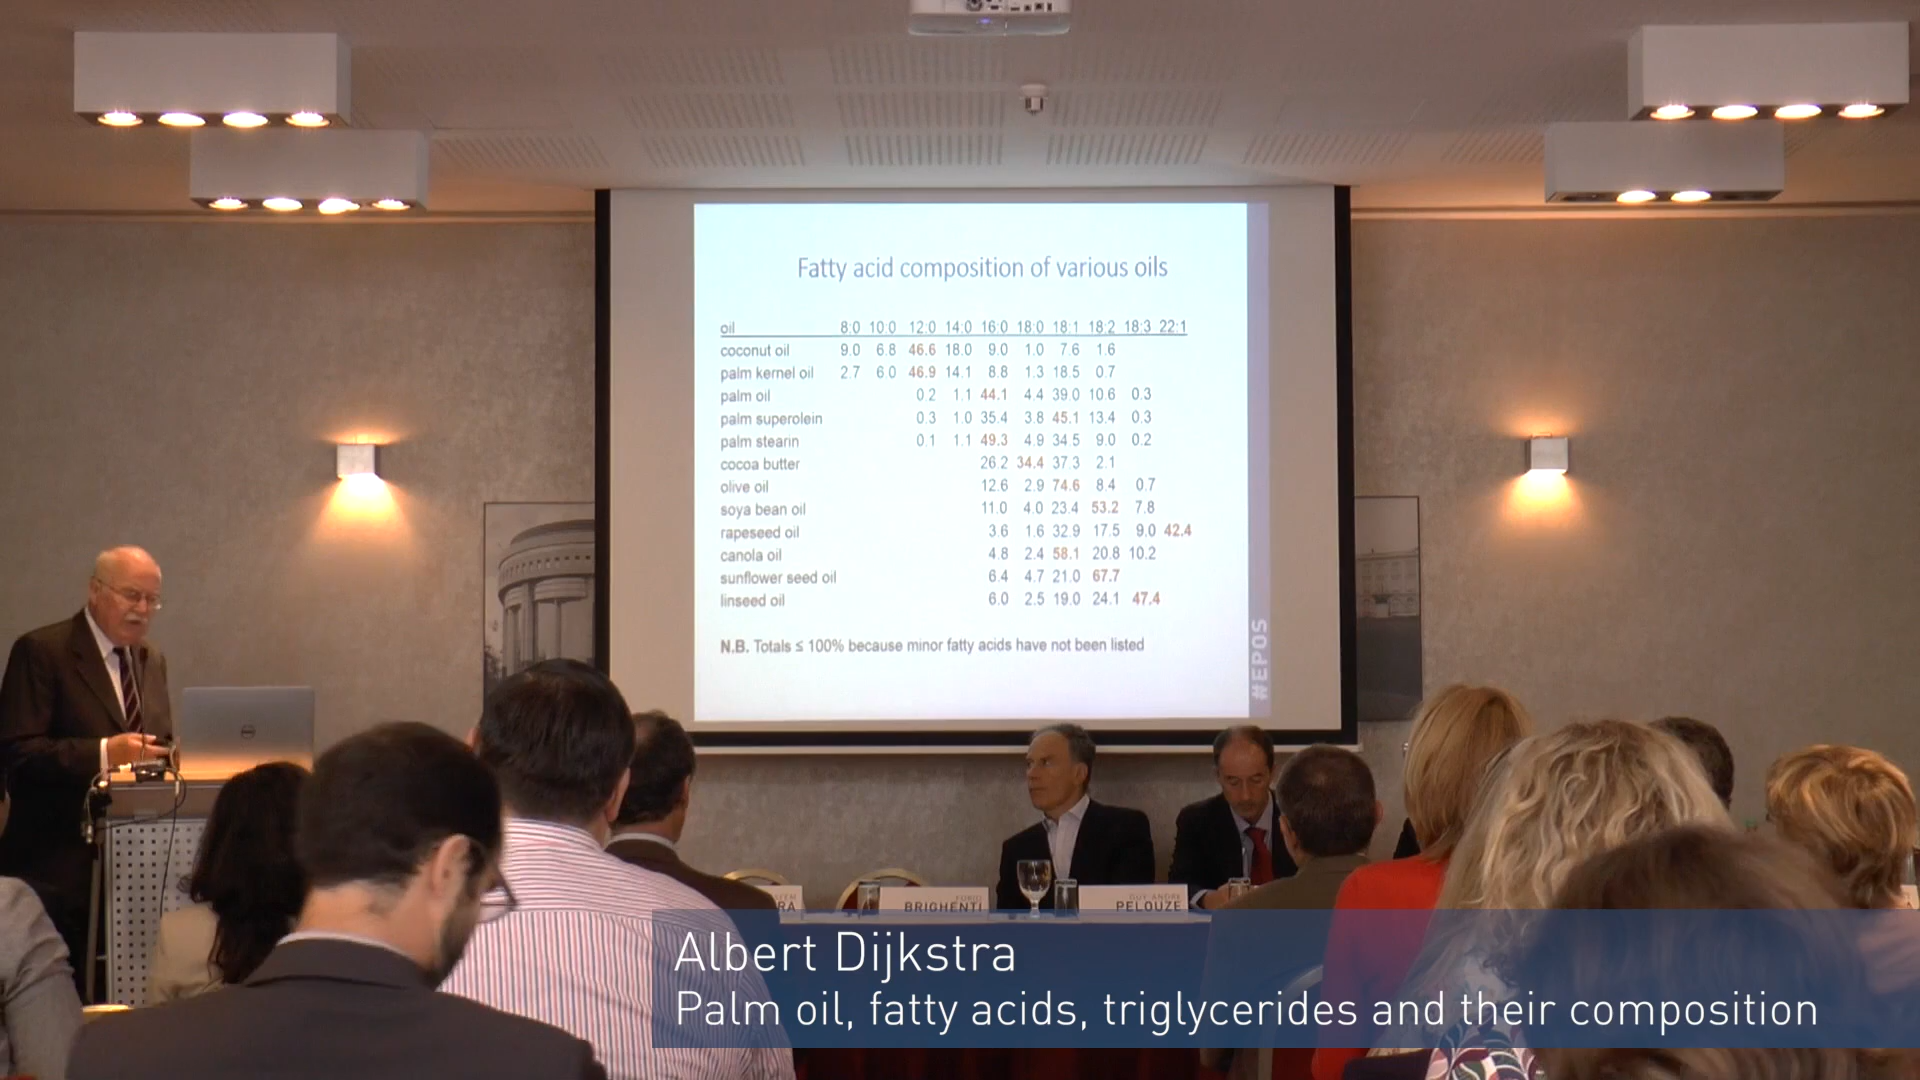 Fatty acid composition of various oils
oil 8:0 10:0 12:0 14:0 16:0 18:0 18:1 18:2 18:3 22:1
coconut oil 9.0 6.8 46.6 18.0 9.0 1.0 7.6 1.6
palm kernel oil 2.7 6.0 46.9 14.1 8.8 1.3 18.5 0.7
palm oil 0.2 1.1 44.1 4.4 39.0 10.6 0.3
palm superolein 0.3 1.0 35.4 3.8 45.1 13.4 0.3
palm stearin 0.1 1.1 49.3 4.9 34.5 9.0 0.2
cocoa butter 26.2 34.4 37.3 2.1
olive oil 12.6 2.9 74.6 8.4 0.7
soya bean oil 11.0 4.0 23.4 53.2 7.8
rapeseed oil 3.6 1.6 32.9 17.5 9.0 42.4
canola oil 4.8 2.4 58.1 20.8 10.2
sunflower seed oil 6.4 4.7 21.0 67.7
linseed oil 6.0 2.5 19.0 24.1 47.4
N.B. Totals ≤ 100% because minor fatty acids have not been listed
#EPOS
BRIGHENTI
GUY-ANDRÉ
PELOUZE
Albert Dijkstra
Palm oil, fatty acids, triglycerides and their composition